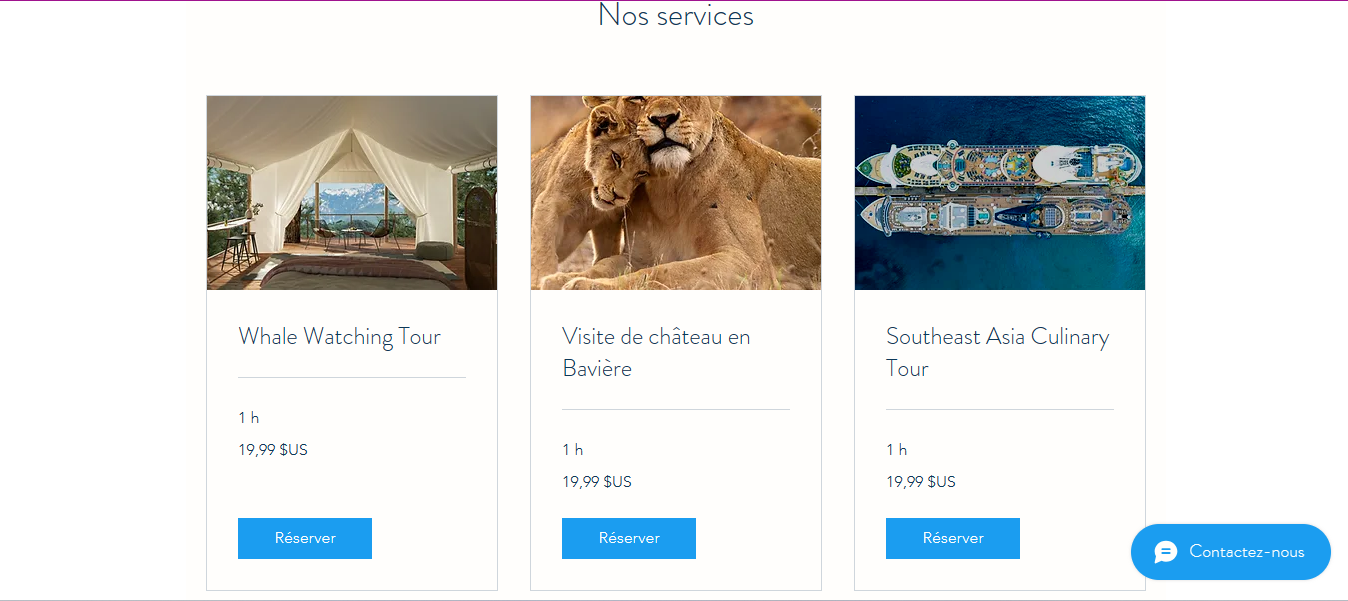 Nos services
Whale Watching Tour
1 h
19,99 $US
Réserver
Visite de château en
Bavière
1 h
19,99 $US
Réserver
Southeast Asia Culinary
Tour
1 h
19,99 $US
Réserver
Contactez-nous